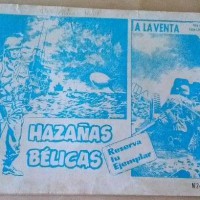 A LA VENTA
HAZAÑAS
BÉLICAS
Reserva
tu
Ejemplar